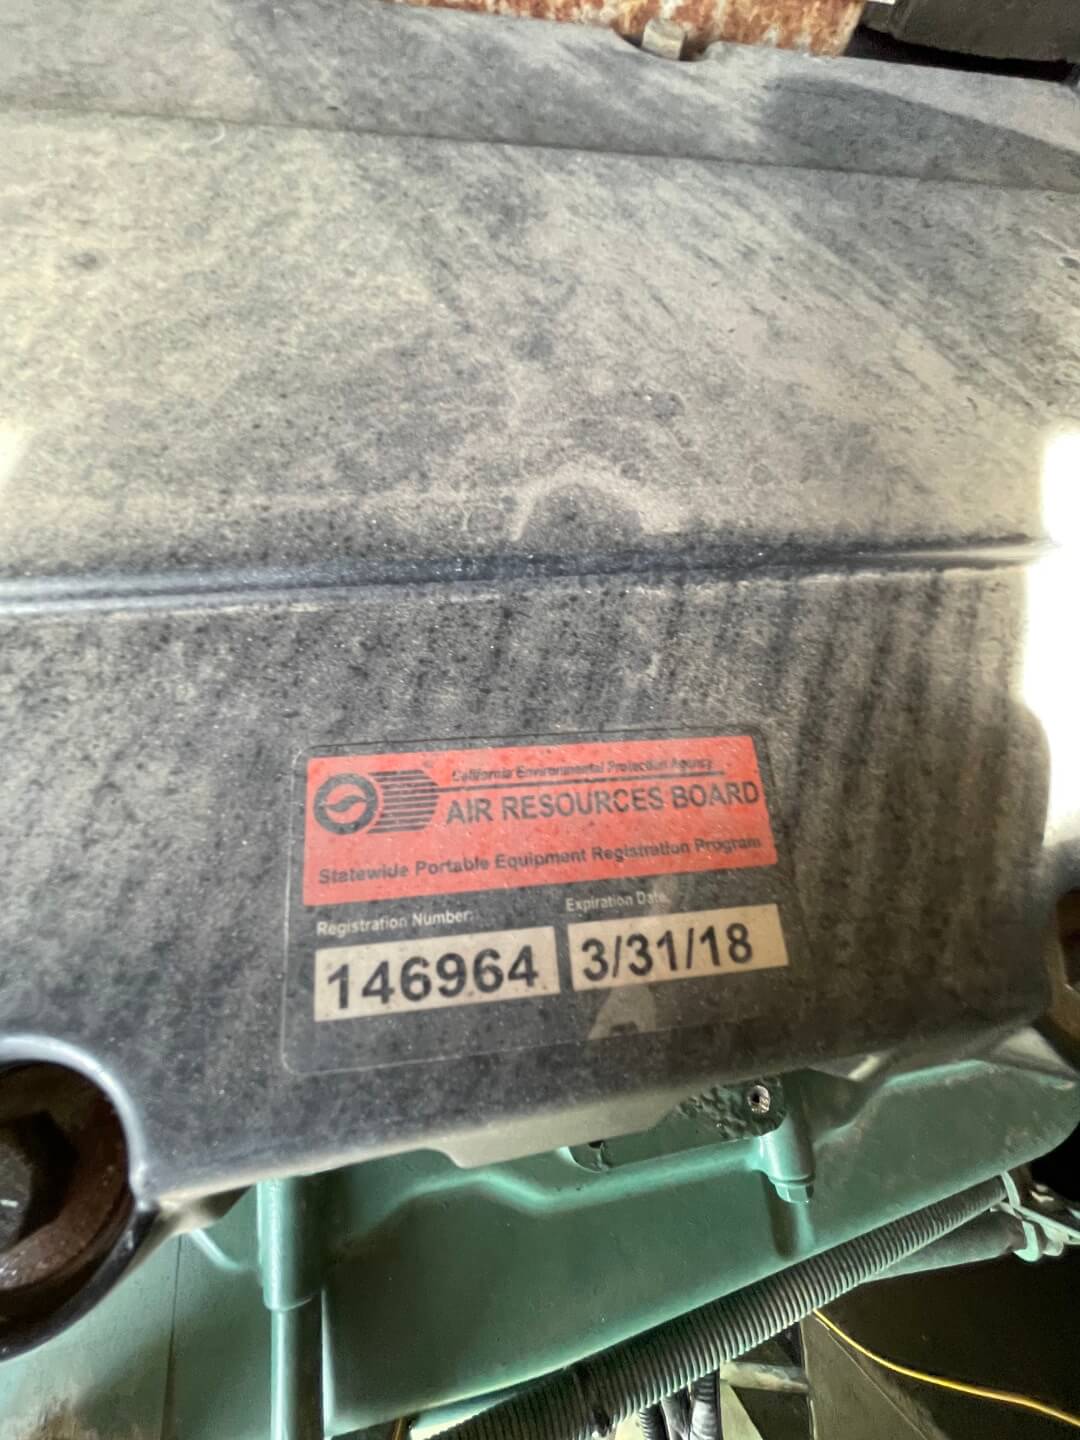 California Environmental Protection Agency
AIR RESOURCES BOARD
Statewide Portable Equipment Registration Program
Registration Number:
Expiration Date:
146964
3/31/18